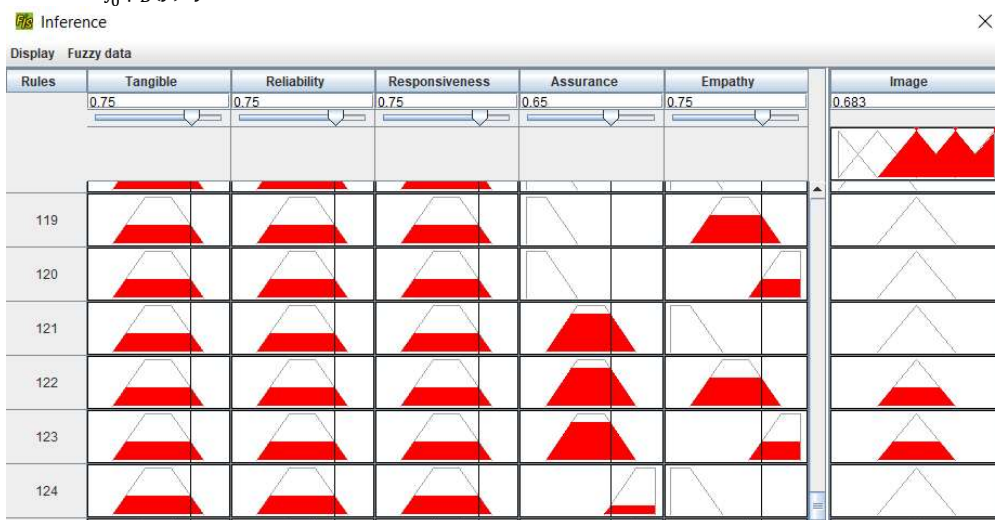 Inference
Display Fuzzy data
Rules Tangible Reliability Responsiveness Assurance Empathy Image
0.75 0.75 0.75 0.65 0.75 0.683
119
120
121
122
123
124